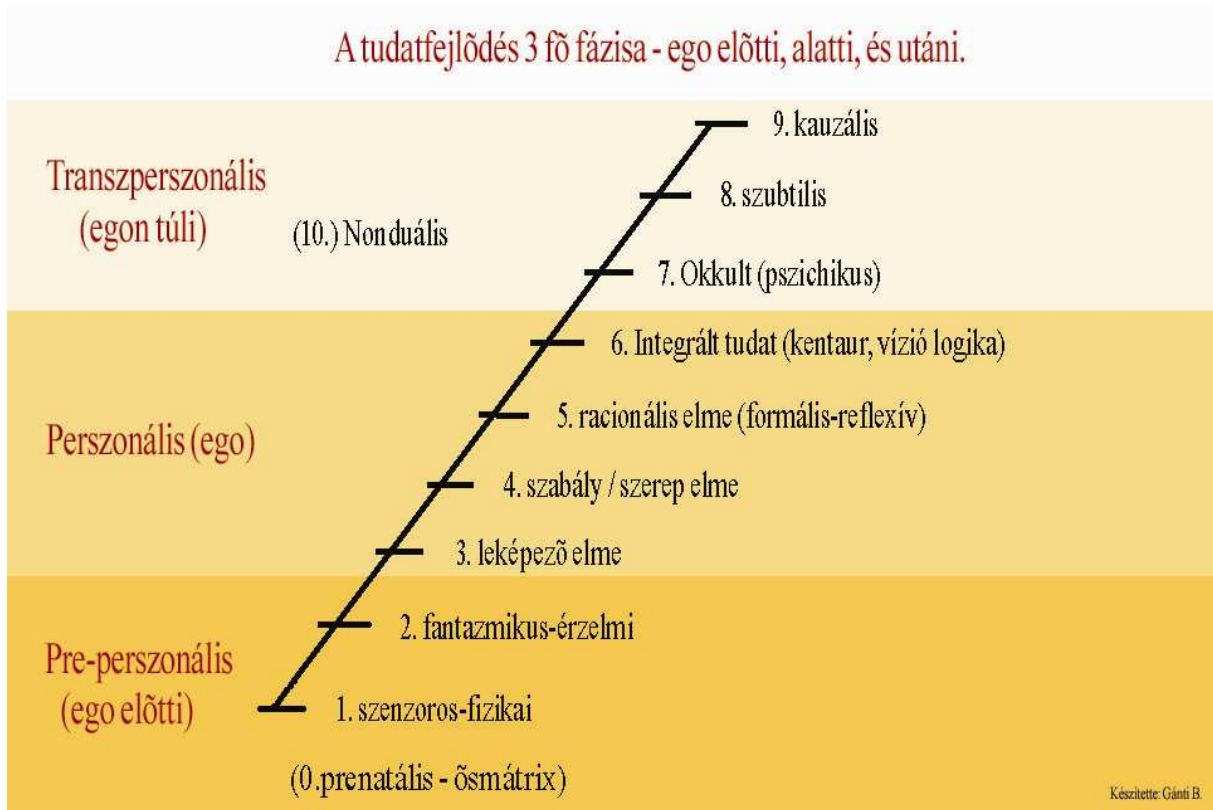 A tudatfejlõdés 3 fõ fázisa - ego elõtti, alatti, és utáni.
9. kauzális
Transzperszonális
(egon túli)
8. szubtilis
(10.) Nonduális
7. Okkult (pszichikus)
6. Integrált tudat (kentaur, vízió logika)
5. racionális elme (formális-reflexív)
Perszonális (ego)
4. szabály / szerep elme
3. leképezõ elme
2. fantazmikus-érzelmi
Pre-perszonális
(ego elõtti)
1. szenzoros-fizikai
(0.prenatális - õsmátrix)
Készítette: Gánti B.